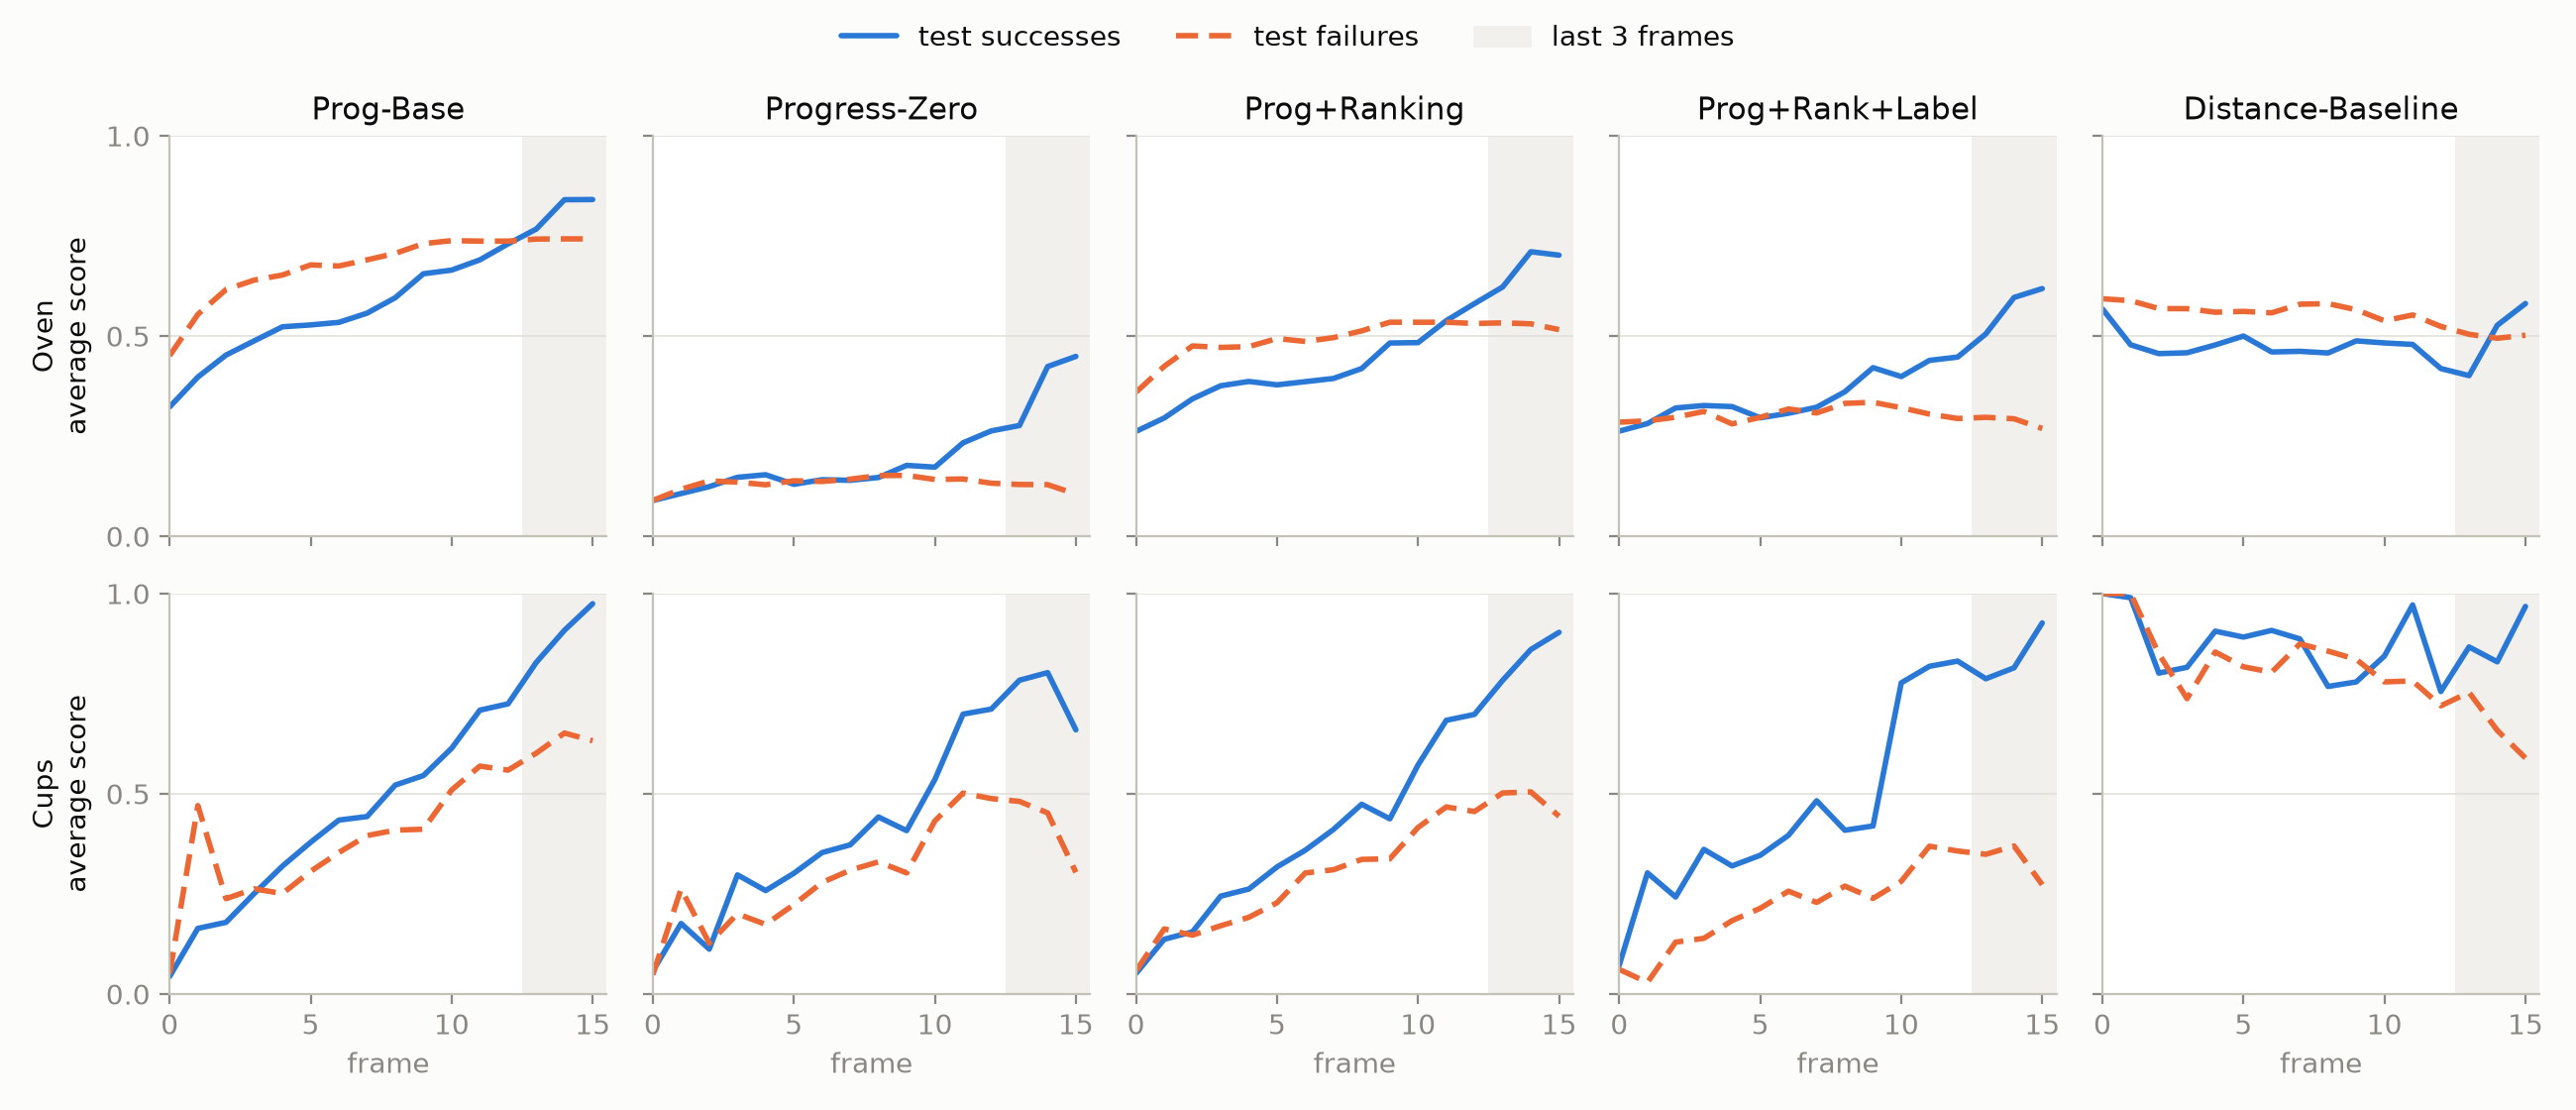 test successes test failures last 3 frames
Prog-Base Progress-Zero Prog+Ranking Prog+Rank+Label Distance-Baseline
Oven
average score
1.0
0.5
0.0
Cups
average score
1.0
0.5
0.0
0 5 10 15 0 5 10 15 0 5 10 15 0 5 10 15 0 5 10 15
frame frame frame frame frame